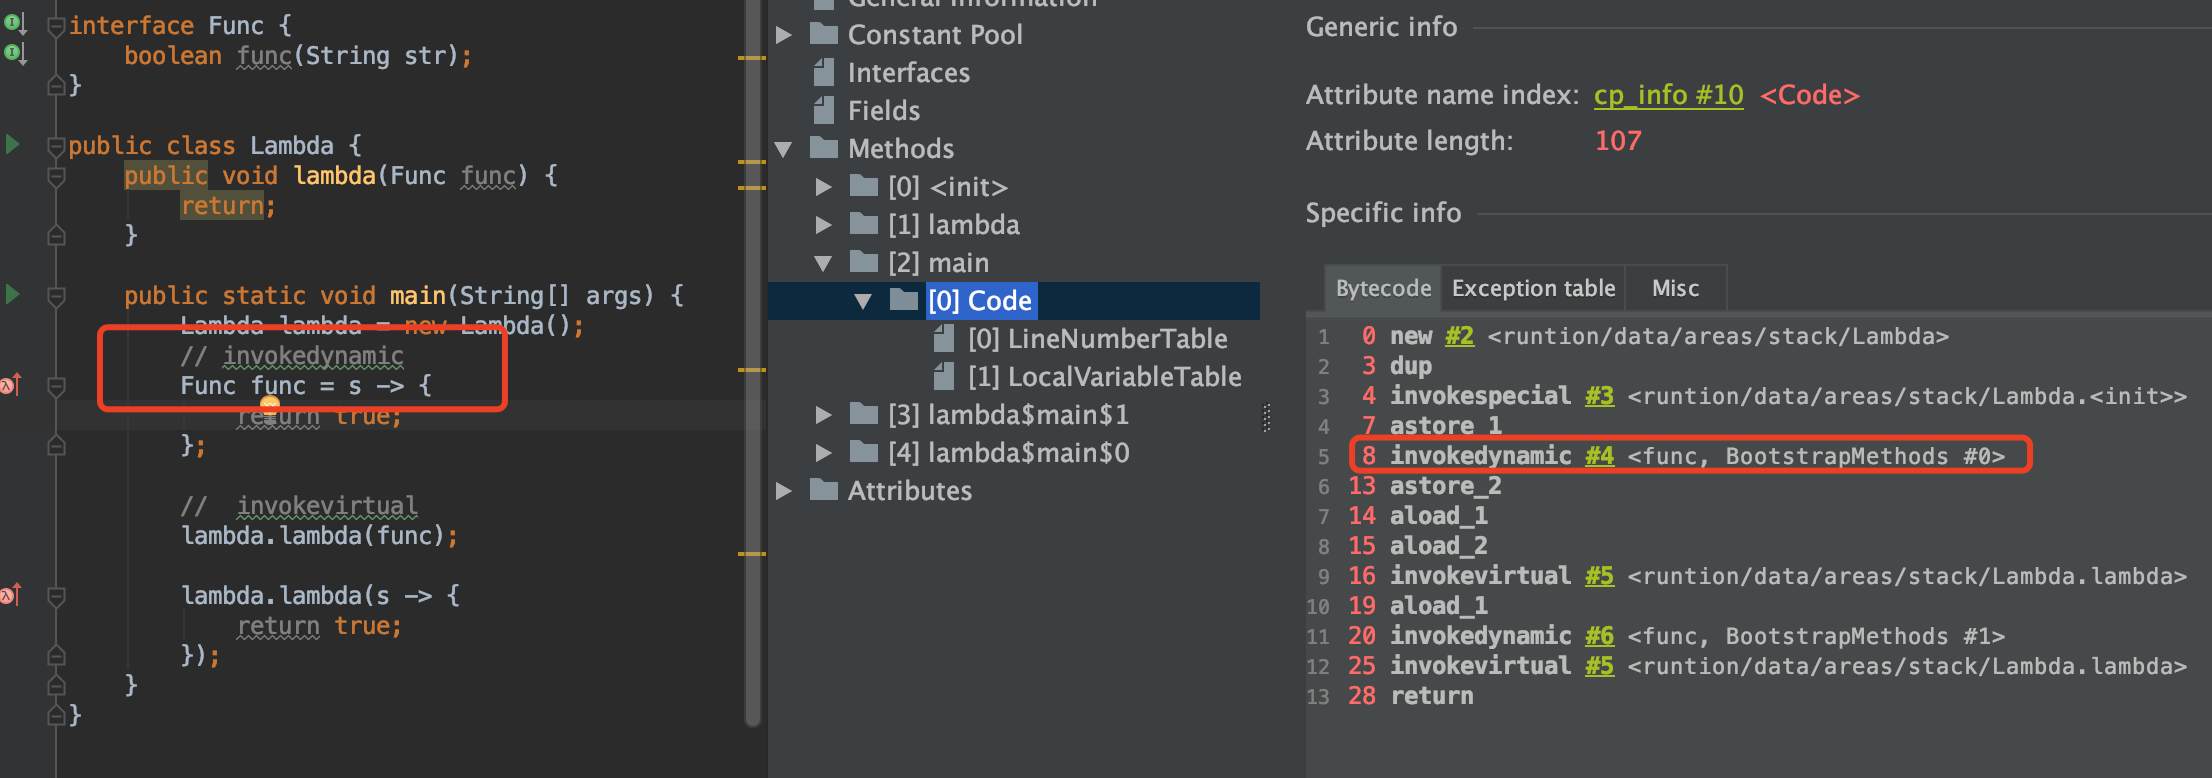 interface Func {
boolean func(String str);
}
public class Lambda {
public void lambda(Func func) {
return;
}
public static void main(String[] args) {
Lambda lambda = new Lambda();
// invokedynamic
Func func = s -> {
return true;
};
// invokevirtual
lambda.lambda(func);
lambda.lambda(s -> {
return true;
});
}
}
General Information
Constant Pool
Interfaces
Fields
Methods
[0] <init>
[1] lambda
[2] main
[0] Code
[0] LineNumberTable
[1] LocalVariableTable
[3] lambda$main$1
[4] lambda$main$0
Attributes
Generic info
Attribute name index: cp_info #10 <Code>
Attribute length: 107
Specific info
Bytecode Exception table Misc
1 0 new #2 <runtion/data/areas/stack/Lambda>
2 3 dup
3 4 invokespecial #3 <runtion/data/areas/stack/Lambda.<init>>
4 7 astore_1
5 8 invokedynamic #4 <func, BootstrapMethods #0>
6 13 astore_2
7 14 aload_1
8 15 aload_2
9 16 invokevirtual #5 <runtion/data/areas/stack/Lambda.lambda>
10 19 aload_1
11 20 invokedynamic #6 <func, BootstrapMethods #1>
12 25 invokevirtual #5 <runtion/data/areas/stack/Lambda.lambda>
13 28 return